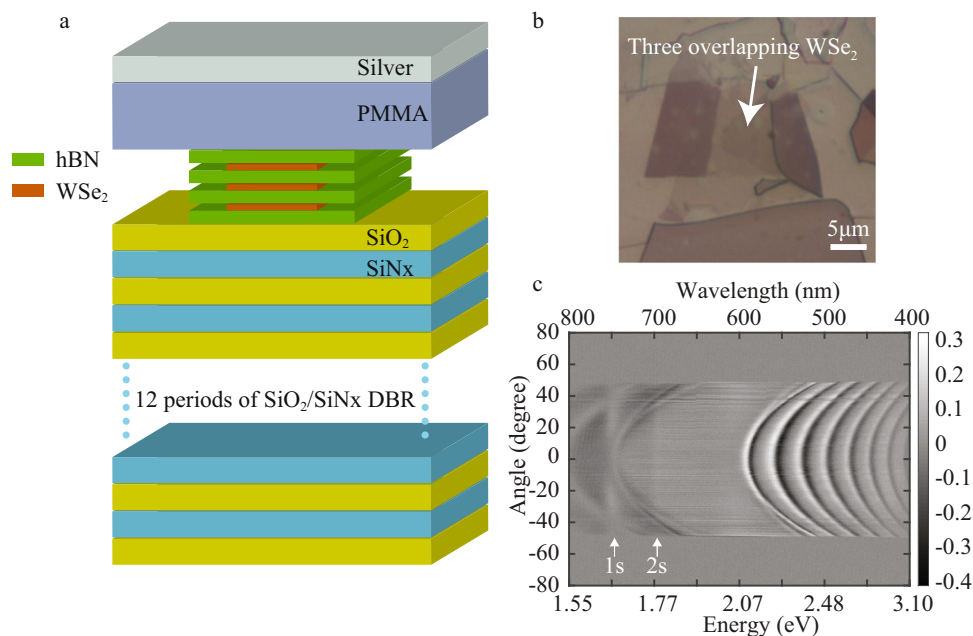 a
Silver
PMMA
hBN
WSe₂
SiO₂
SiNx
12 periods of SiO₂/SiNx DBR
b
Three overlapping WSe₂
5μm
c
Wavelength (nm)
800 700 600 500 400
80
60
40
20
0
-20
-40
-60
-80
Angle (degree)
1s 2s
0.3
0.2
0.1
0
-0.1
-0.2
-0.3
-0.4
1.55 1.77 2.07 2.48 3.10
Energy (eV)